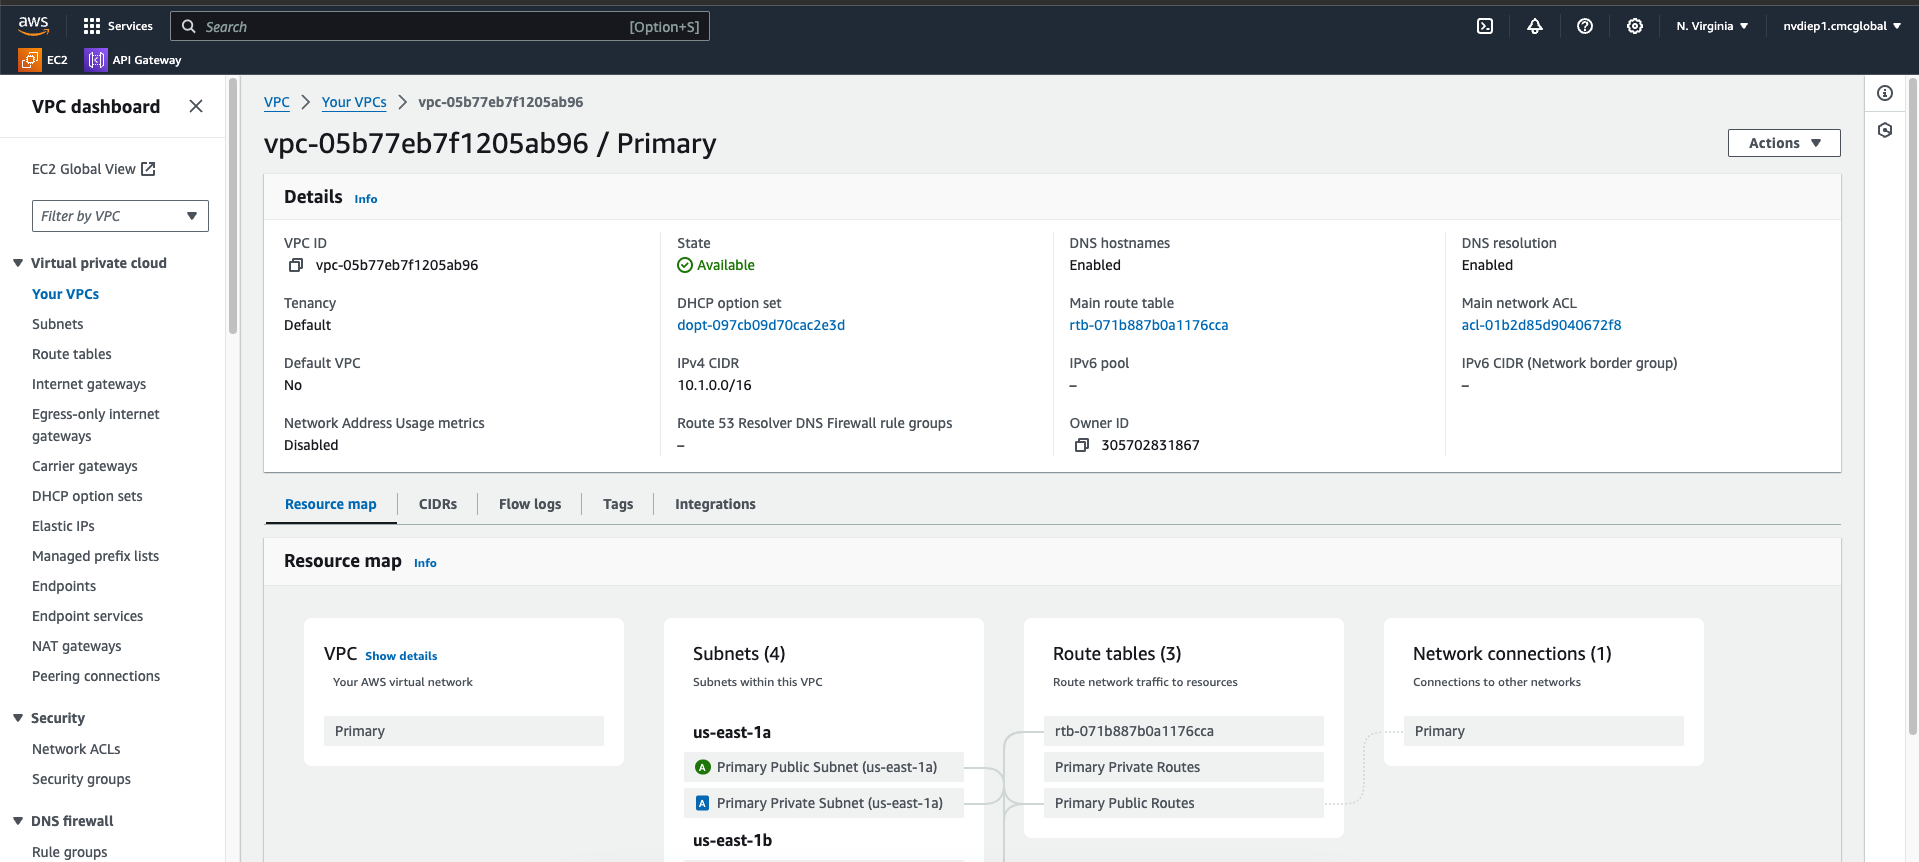 aws
Services
Search [Option+S]
N. Virginia
nvdiep1.cmcglobal
EC2
API Gateway
VPC dashboard
EC2 Global View
Filter by VPC
Virtual private cloud
Your VPCs
Subnets
Route tables
Internet gateways
Egress-only internet
gateways
Carrier gateways
DHCP option sets
Elastic IPs
Managed prefix lists
Endpoints
Endpoint services
NAT gateways
Peering connections
Security
Network ACLs
Security groups
DNS firewall
Rule groups
VPC > Your VPCs > vpc-05b77eb7f1205ab96
vpc-05b77eb7f1205ab96 / Primary
Actions
Details Info
VPC ID
vpc-05b77eb7f1205ab96
State
Available
DNS hostnames
Enabled
DNS resolution
Enabled
Tenancy
Default
DHCP option set
dopt-097cb09d70cac2e3d
Main route table
rtb-071b887b0a1176cca
Main network ACL
acl-01b2d85d9040672f8
Default VPC
No
IPv4 CIDR
10.1.0.0/16
IPv6 pool
–
IPv6 CIDR (Network border group)
–
Network Address Usage metrics
Disabled
Route 53 Resolver DNS Firewall rule groups
–
Owner ID
305702831867
Resource map
CIDRs
Flow logs
Tags
Integrations
Resource map Info
VPC Show details
Your AWS virtual network
Primary
Subnets (4)
Subnets within this VPC
us-east-1a
A Primary Public Subnet (us-east-1a)
A Primary Private Subnet (us-east-1a)
us-east-1b
Route tables (3)
Route network traffic to resources
rtb-071b887b0a1176cca
Primary Private Routes
Primary Public Routes
Network connections (1)
Connections to other networks
Primary